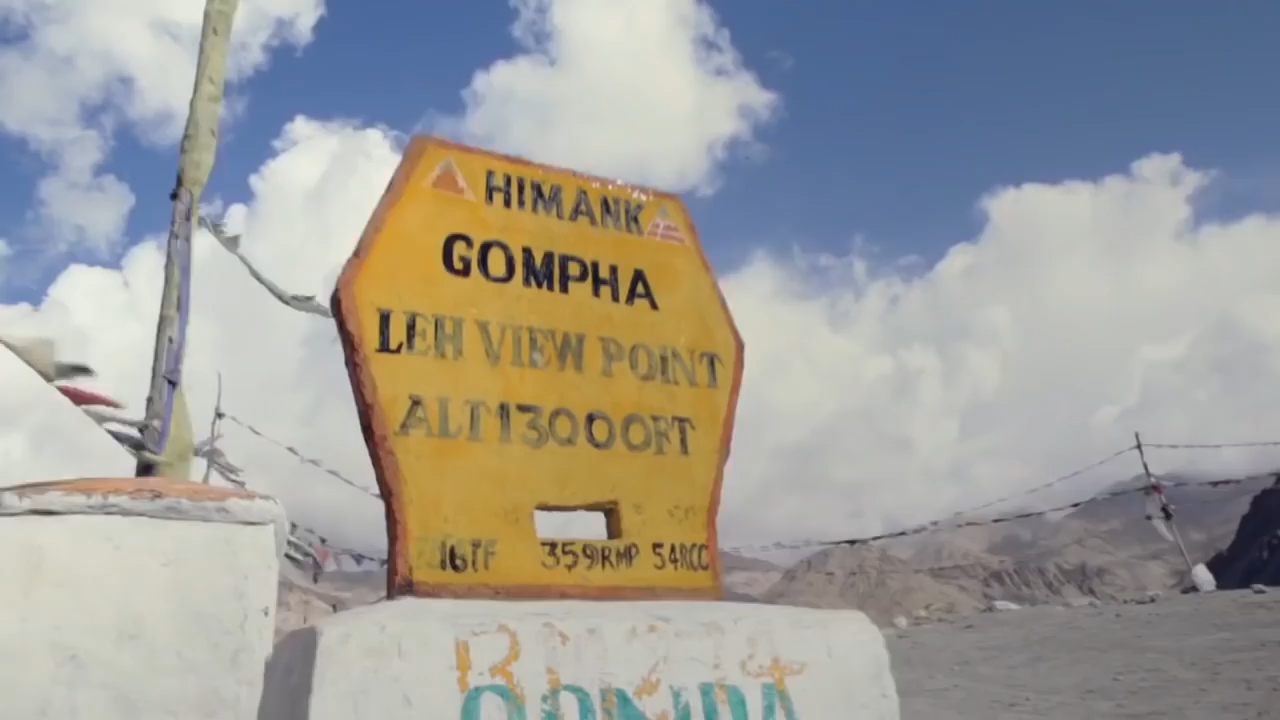 HIMANK
GOMPHA
LEH VIEW POINT
ALT 13000FT
16TF 359RMP 54RCC